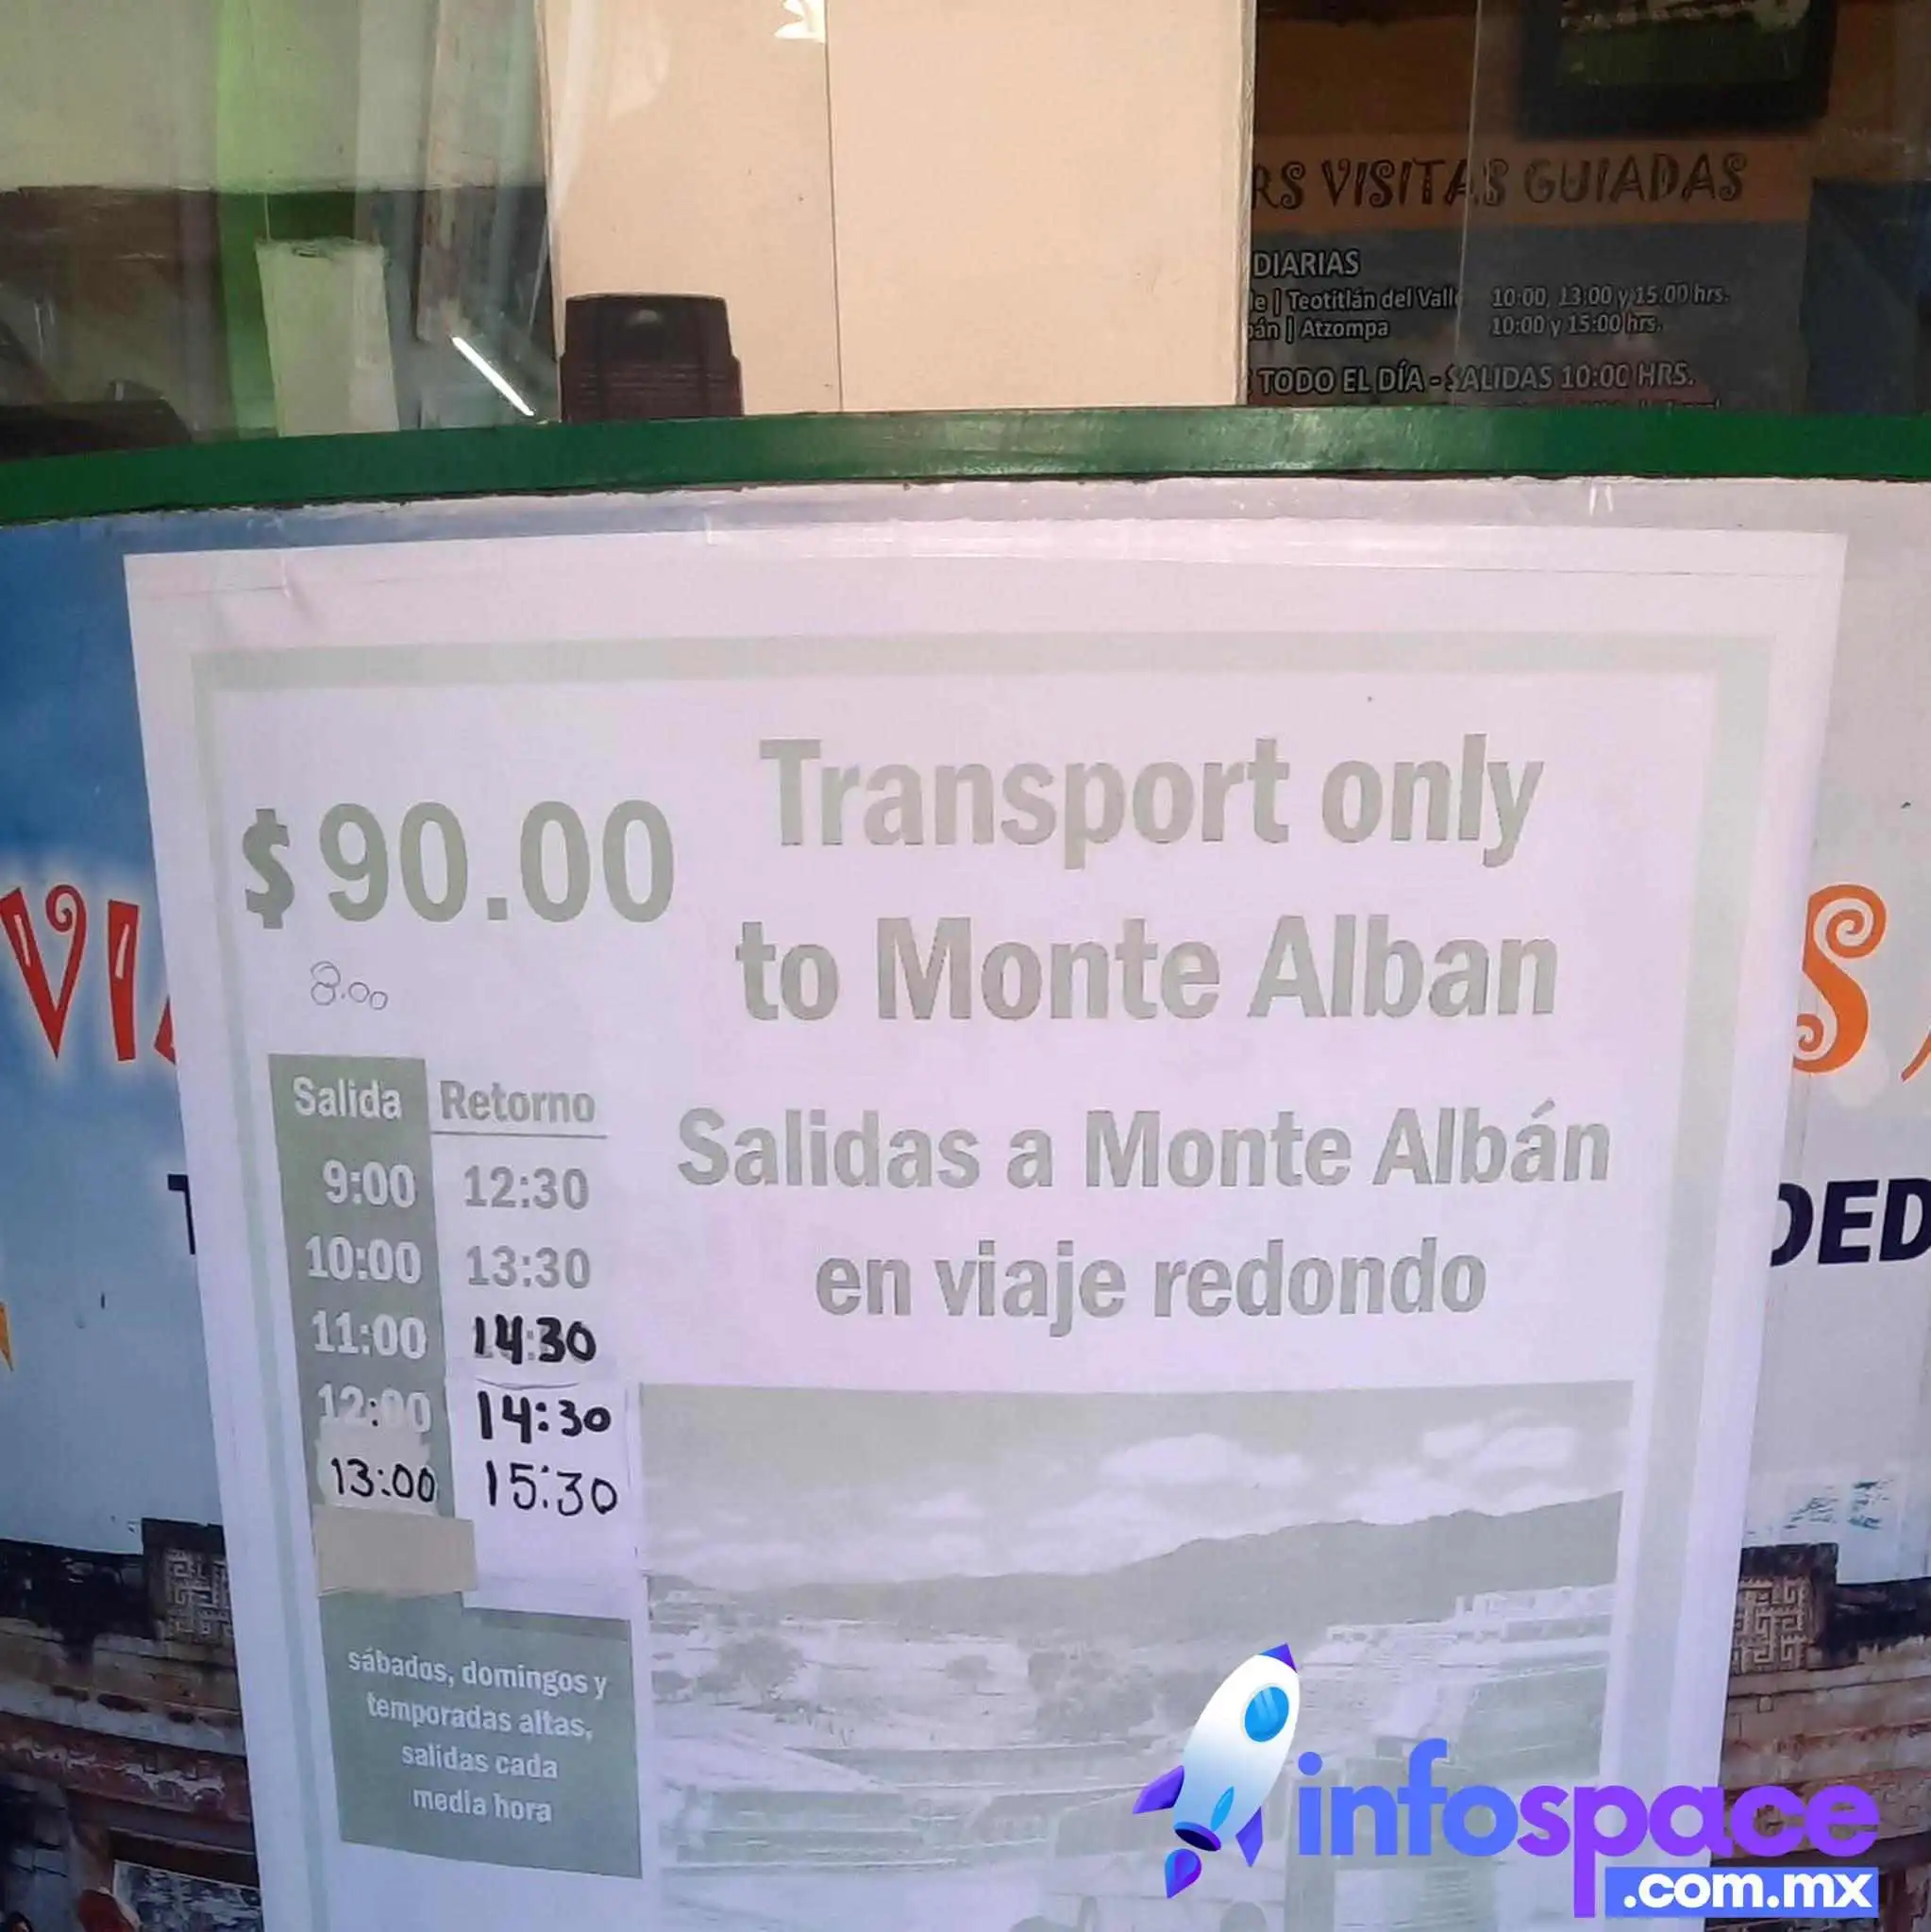 RS VISITAS GUIADAS
DIARIAS
le | Teotitlán del Vall 10:00, 13:00 y 15:00 hrs.
bán | Atzompa 10:00 y 15:00 hrs.
TODO EL DÍA - SALIDAS 10:00 HRS.
$90.00
Transport only
to Monte Alban
8:00
Salida Retorno
9:00 12:30
10:00 13:30
11:00 14:30
12:00 14:30
13:00 15:30
Salidas a Monte Albán
en viaje redondo
sábados, domingos y
temporadas altas,
salidas cada
media hora
VI
S
DED
infospace
.com.mx